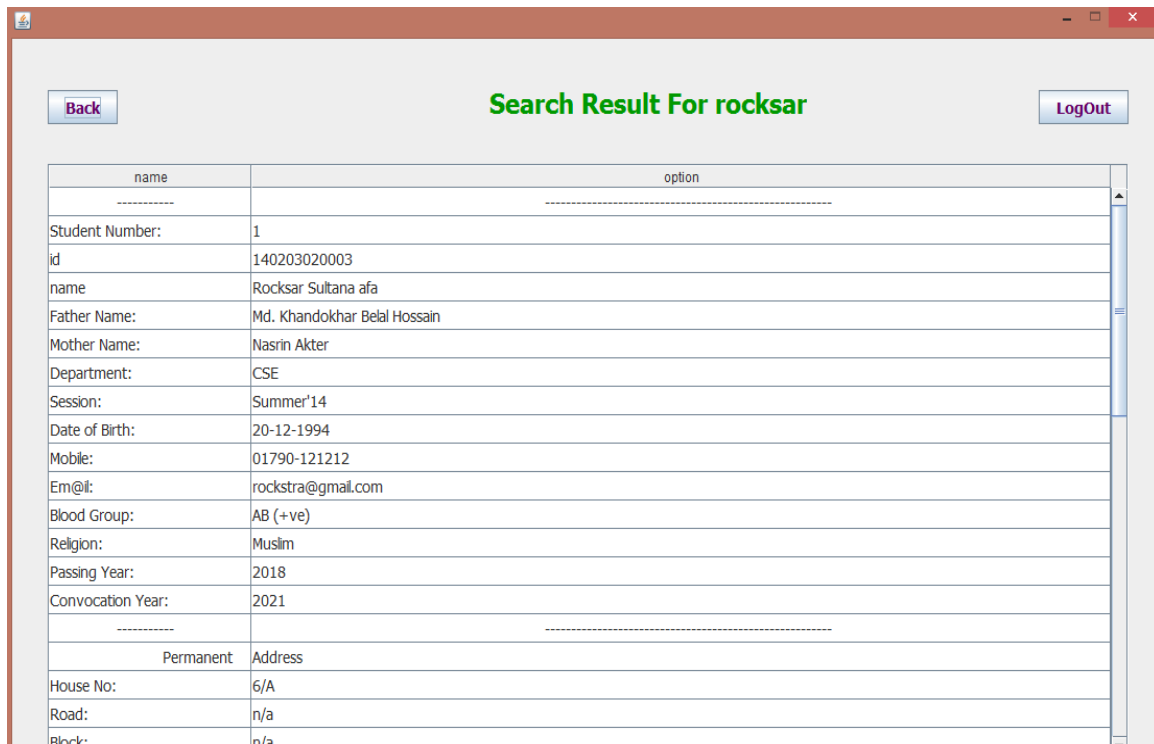 Back
Search Result For rocksar
LogOut
name option
----------- -------------------------------------------------------
Student Number: 1
id 140203020003
name Rocksar Sultana afa
Father Name: Md. Khandokhar Belal Hossain
Mother Name: Nasrin Akter
Department: CSE
Session: Summer'14
Date of Birth: 20-12-1994
Mobile: 01790-121212
Em@il: rockstra@gmail.com
Blood Group: AB (+ve)
Religion: Muslim
Passing Year: 2018
Convocation Year: 2021
----------- -------------------------------------------------------
Permanent Address
House No: 6/A
Road: n/a
Block: n/a